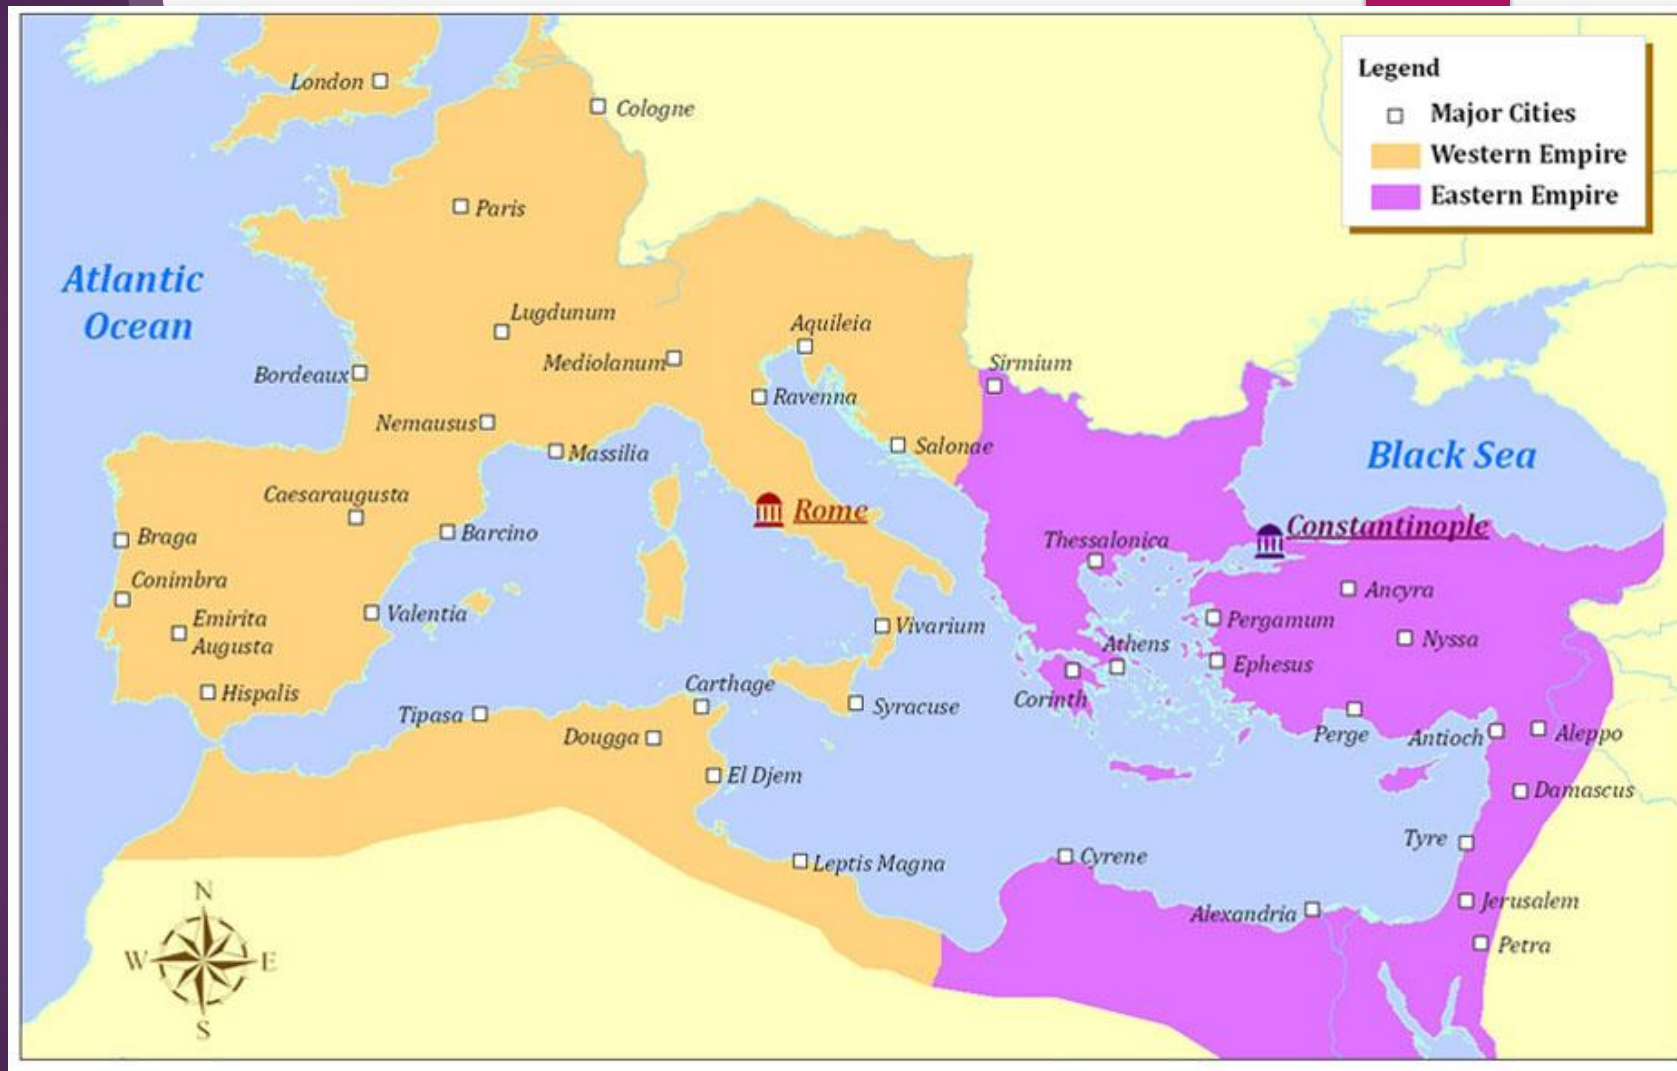 Legend
Major Cities
Western Empire
Eastern Empire
London
Cologne
Paris
Atlantic
Ocean
Lugdunum
Aquileia
Bordeaux
Mediolanum
Sirmium
Ravenna
Nemausus
Massilia
Salonae
Black Sea
Caesaraugusta
Rome
Constantinople
Braga
Barcino
Thessalonica
Conimbra
Ancyra
Emirita
Augusta
Valentia
Vivarium
Pergamum
Nyssa
Athens
Ephesus
Hispalis
Carthage
Corinth
Tipasa
Syracuse
Dougga
Perge
Antioch
Aleppo
El Djem
Damascus
Tyre
Leptis Magna
Cyrene
Alexandria
Jerusalem
Petra
N
W
E
S